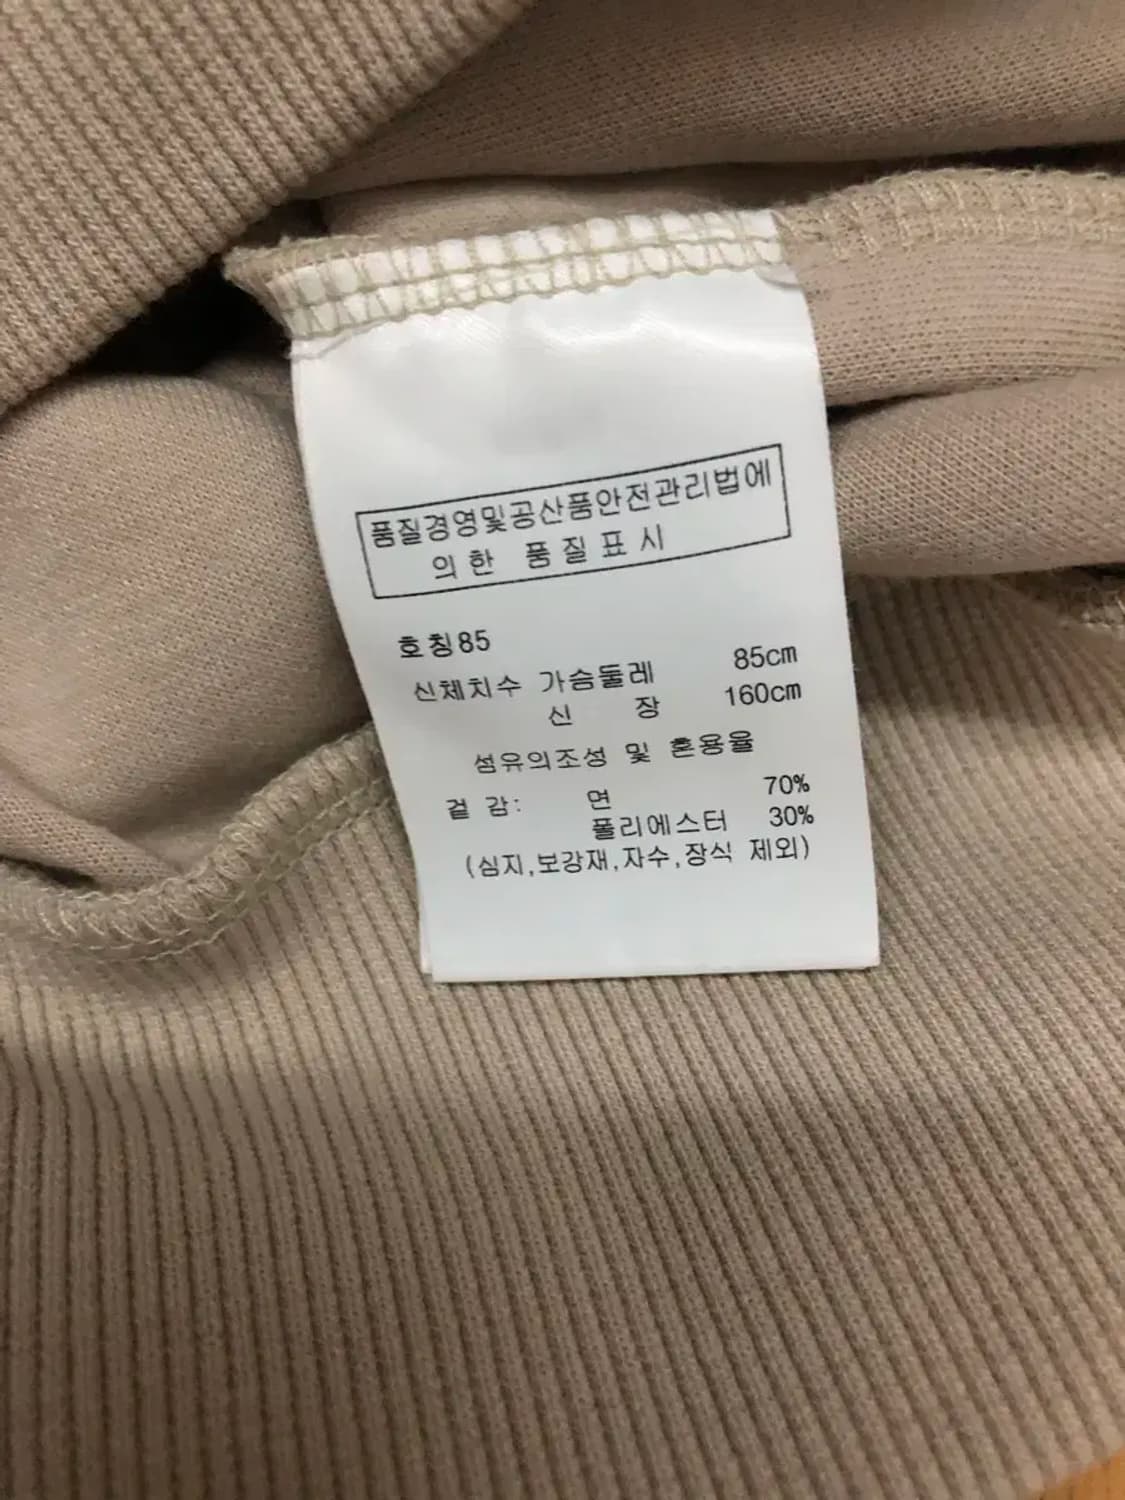 품질경영및공산품안전관리법에
의한 품질표시
호칭85
신체치수 가슴둘레 85cm
신 장 160cm
섬유의조성 및 혼용율
겉 감: 면 70%
폴리에스터 30%
(심지,보강재,자수,장식 제외)